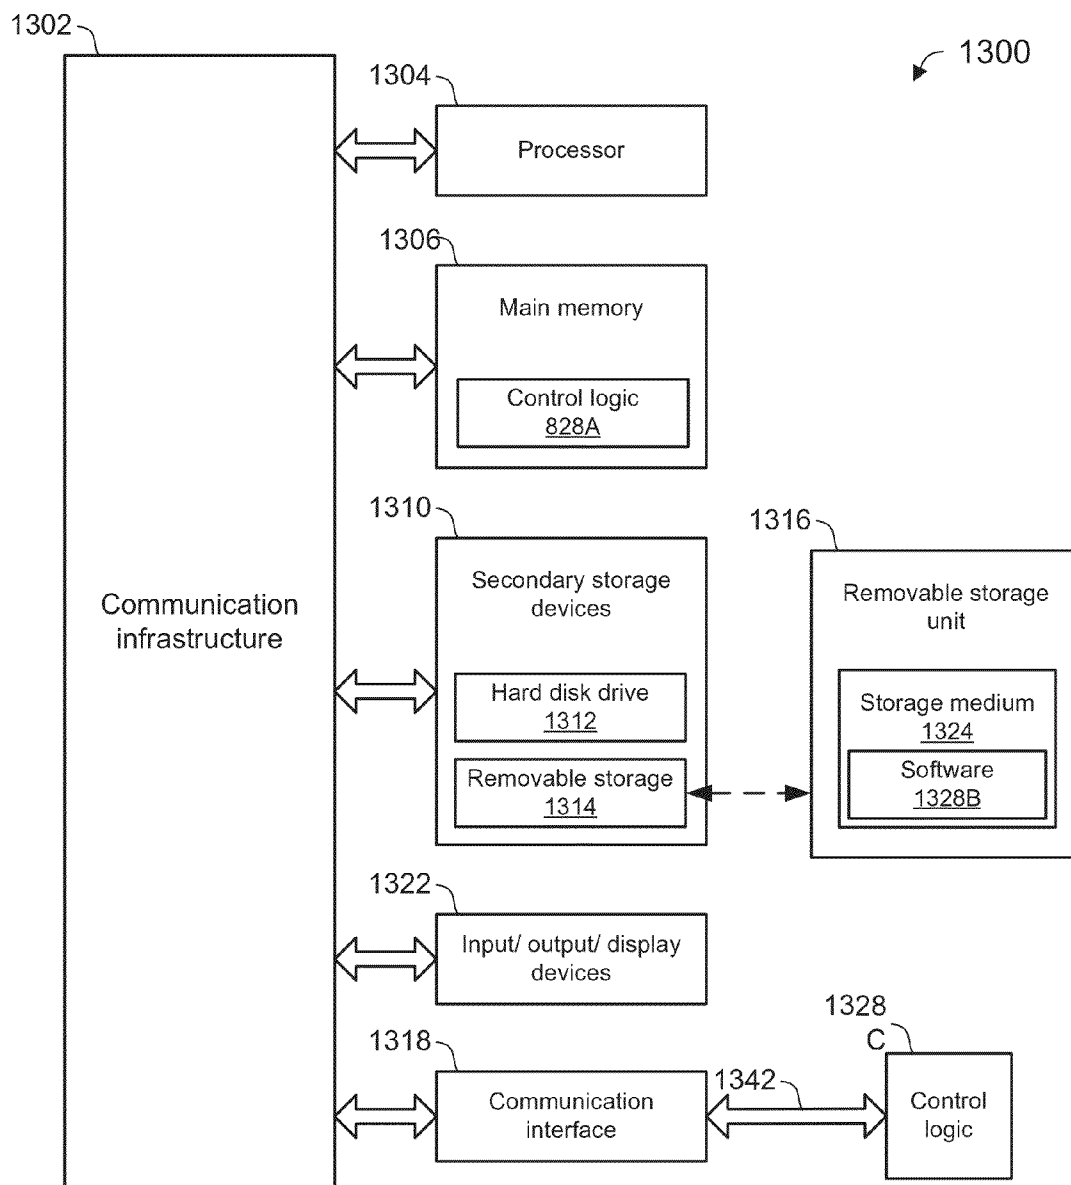 1302
1300
1304
Processor
1306
Main memory
Control logic
828A
1310
1316
Secondary storage
devices
Removable storage
unit
Communication
infrastructure
Hard disk drive
1312
Storage medium
1324
Removable storage
1314
Software
1328B
1322
Input/ output/ display
devices
1328
C
1318
1342
Communication
interface
Control
logic